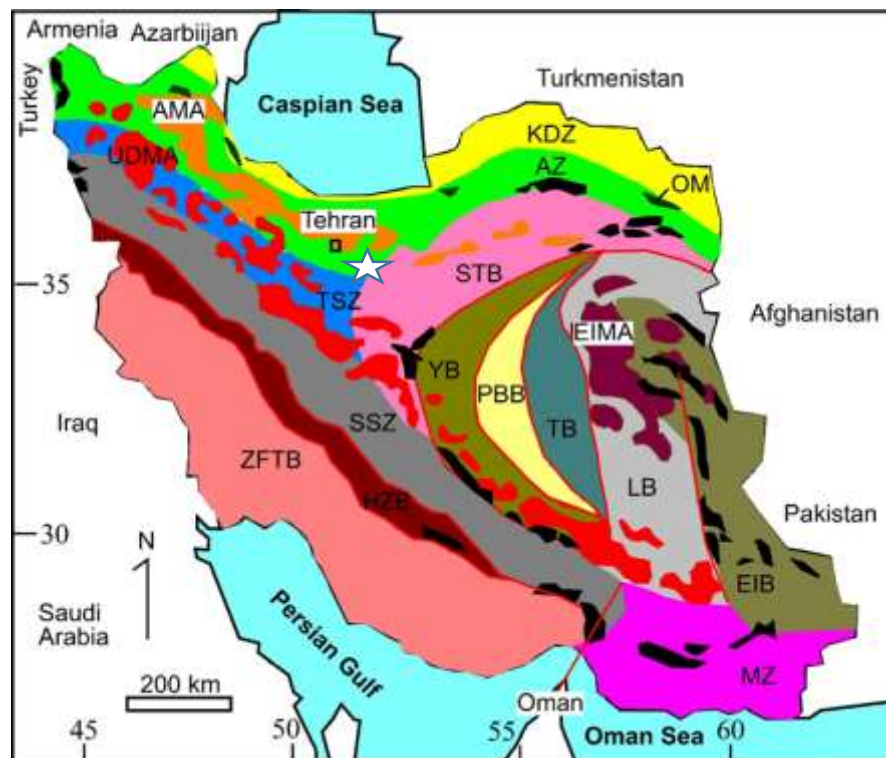 Armenia
Azarbiijan
Turkey
Caspian Sea
Turkmenistan
AMA
KDZ
UDMA
AZ
OM
Tehran
STB
35
TSZ
Afghanistan
EIMA
YB
PBB
Iraq
SSZ
TB
ZFTB
LB
HZB
Pakistan
30
N
EIB
Saudi
Arabia
Persian Gulf
MZ
200 km
Oman
45
50
55
60
Oman Sea